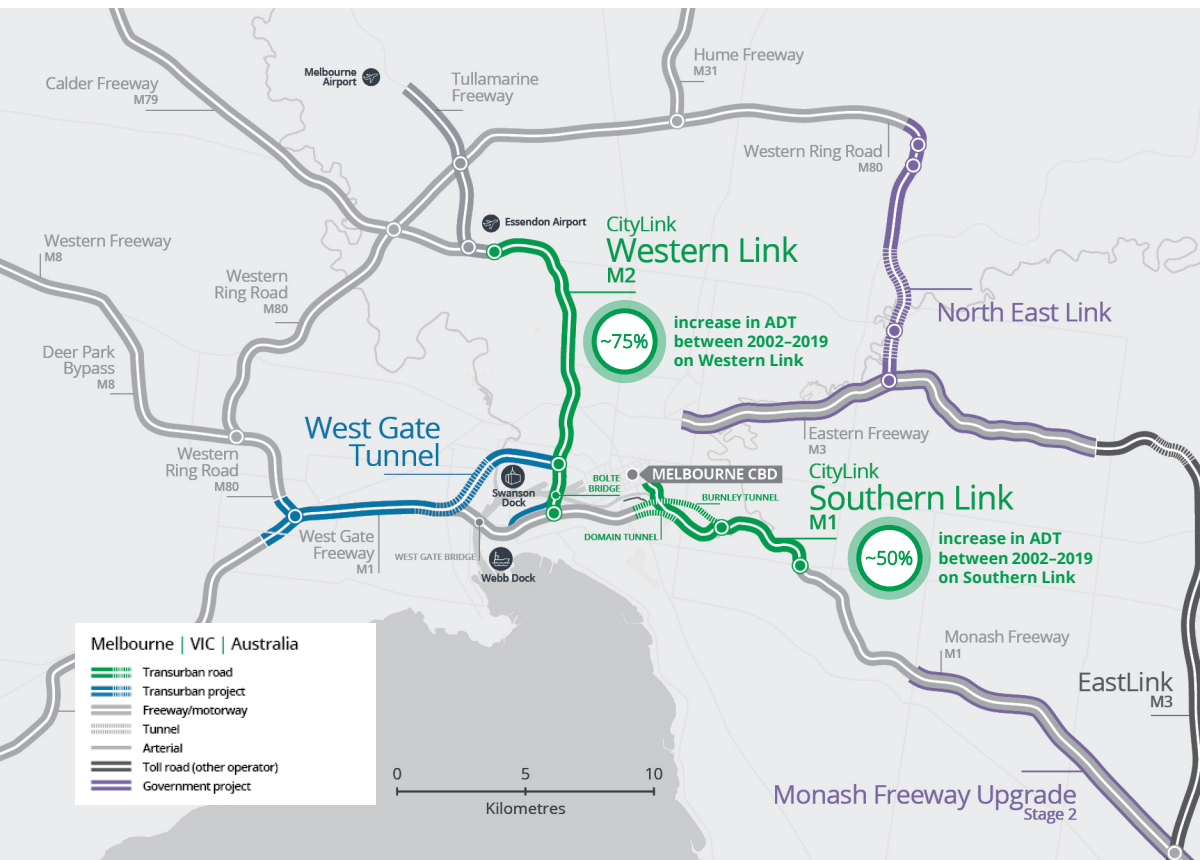 Hume Freeway
M31
Melbourne
Airport
Tullamarine
Freeway
Calder Freeway
M79
Western Ring Road
M80
Essendon Airport
CityLink
Western Link
M2
Western Freeway
M8
Western
Ring Road
M80
North East Link
~75%
increase in ADT
between 2002–2019
on Western Link
Deer Park
Bypass
M8
West Gate
Tunnel
Eastern Freeway
M3
Western
Ring Road
M80
MELBOURNE CBD
CityLink
Southern Link
M1
BOLTE
BRIDGE
Swanson
Dock
BURNLEY TUNNEL
DOMAIN TUNNEL
West Gate
Freeway
M1
WEST GATE BRIDGE
Webb Dock
~50%
increase in ADT
between 2002–2019
on Southern Link
Monash Freeway
M1
EastLink
M3
Melbourne | VIC | Australia
Transurban road
Transurban project
Freeway/motorway
Tunnel
Arterial
Toll road (other operator)
Government project
0 5 10
Kilometres
Monash Freeway Upgrade
Stage 2